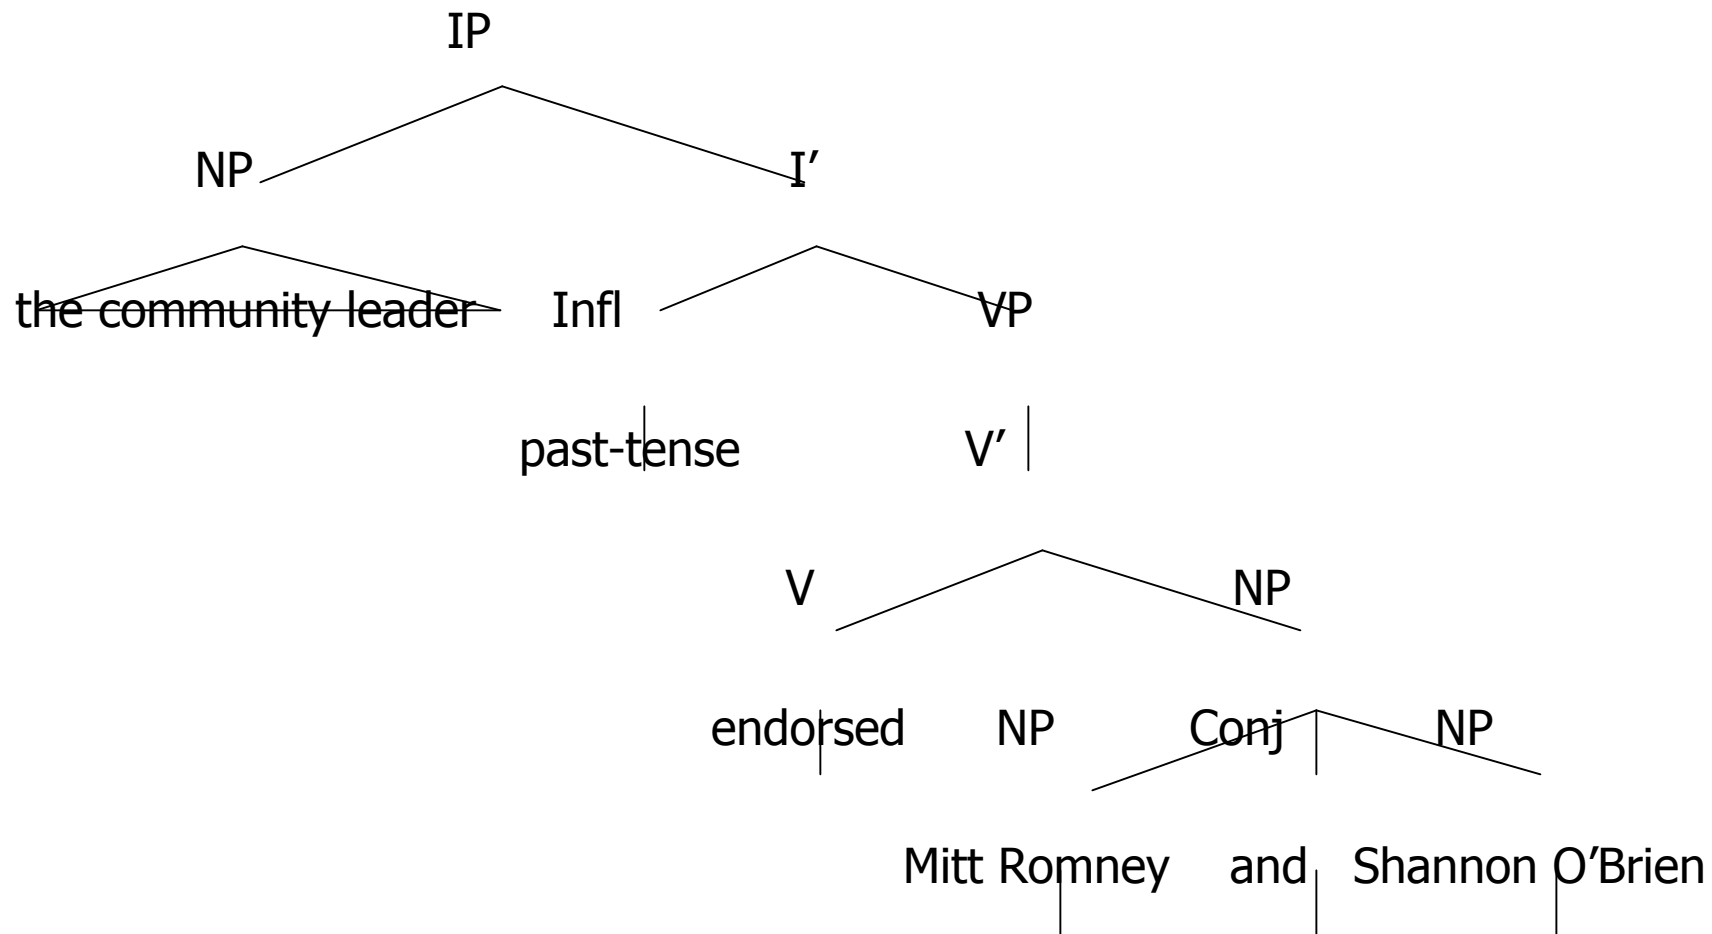 IP
NP I’
the community leader Infl VP
past-tense V’
V NP
endorsed NP Conj NP
Mitt Romney and Shannon O’Brien